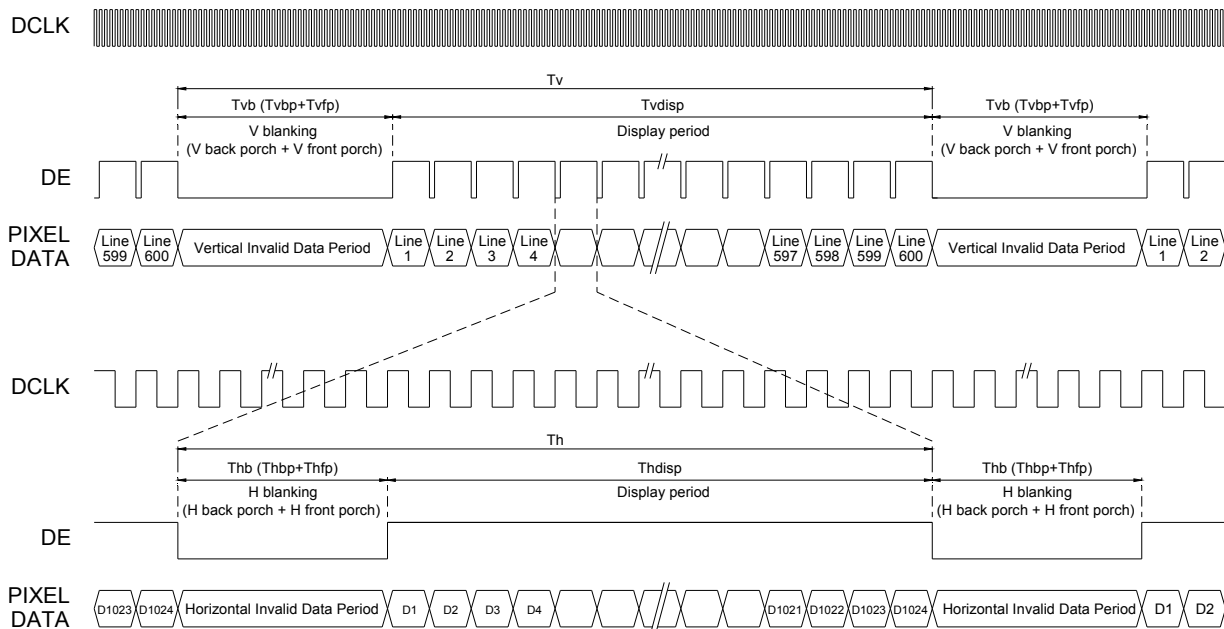 DCLK
Tv
Tvb (Tvbp+Tvfp)
Tvdisp
Tvb (Tvbp+Tvfp)
V blanking
(V back porch + V front porch)
Display period
V blanking
(V back porch + V front porch)
DE
PIXEL
DATA
Line
599
Line
600
Vertical Invalid Data Period
Line
1
Line
2
Line
3
Line
4
Line
597
Line
598
Line
599
Line
600
Vertical Invalid Data Period
Line
1
Line
2
DCLK
Th
Thb (Thbp+Thfp)
Thdisp
Thb (Thbp+Thfp)
H blanking
(H back porch + H front porch)
Display period
H blanking
(H back porch + H front porch)
DE
PIXEL
DATA
D1023
D1024
Horizontal Invalid Data Period
D1
D2
D3
D4
D1021
D1022
D1023
D1024
Horizontal Invalid Data Period
D1
D2